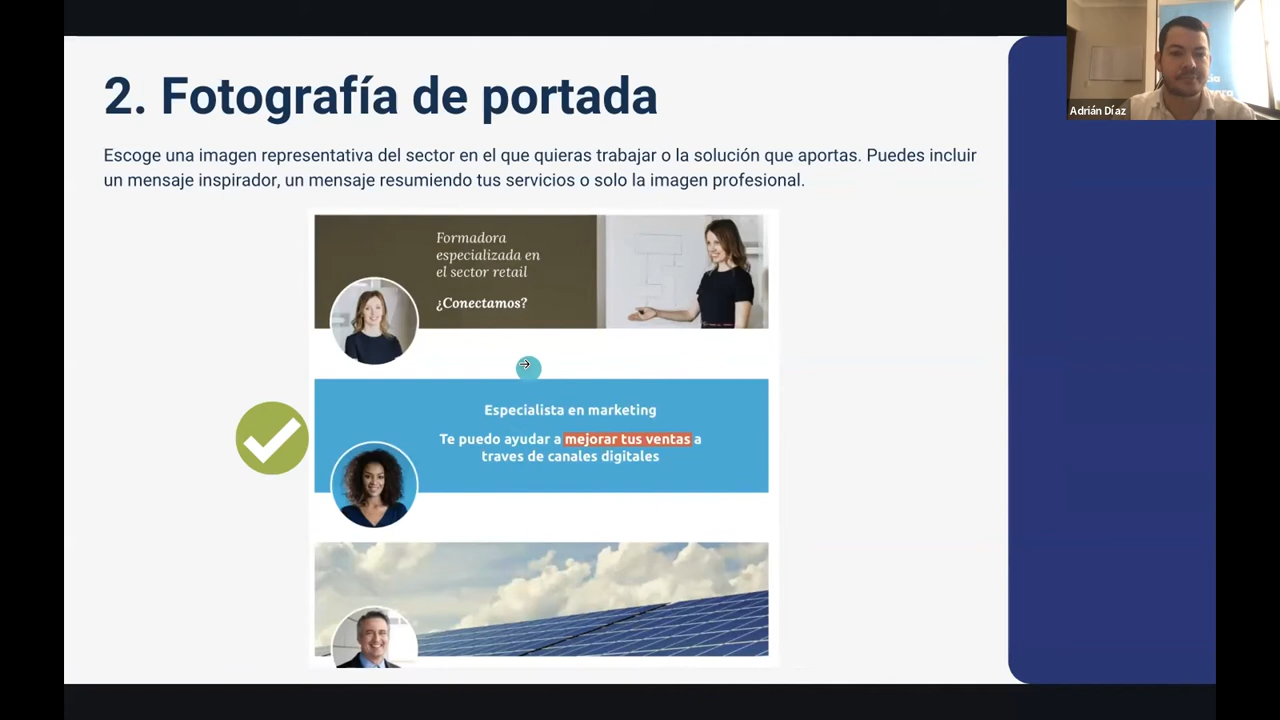 2. Fotografía de portada
Adrián Díaz
Escoge una imagen representativa del sector en el que quieras trabajar o la solución que aportas. Puedes incluir
un mensaje inspirador, un mensaje resumiendo tus servicios o solo la imagen profesional.
Formadora
especializada en
el sector retail
¿Conectamos?
Especialista en marketing
Te puedo ayudar a mejorar tus ventas a
traves de canales digitales